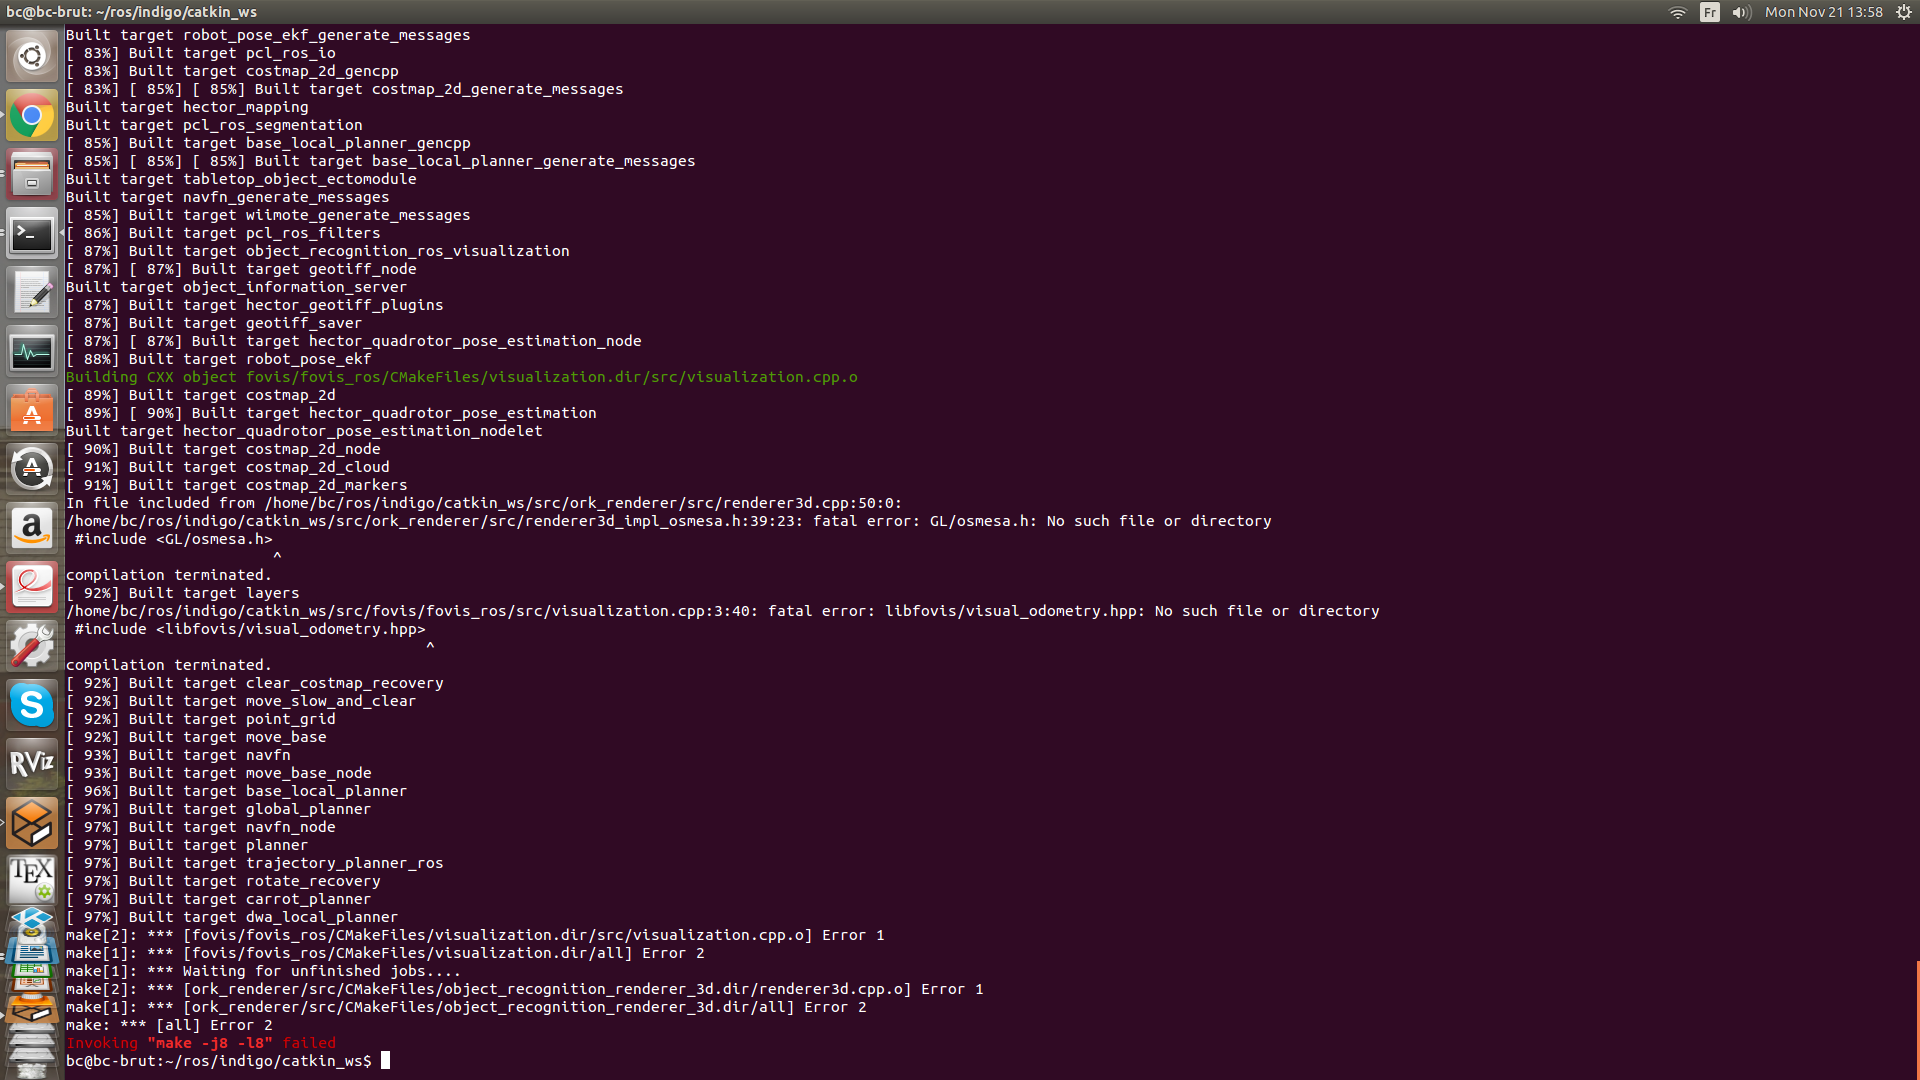 bc@bc-brut: ~/ros/indigo/catkin_ws
Fr
Mon Nov 21 13:58
Built target robot_pose_ekf_generate_messages
[ 83%] Built target pcl_ros_io
[ 83%] Built target costmap_2d_gencpp
[ 83%] [ 85%] [ 85%] Built target costmap_2d_generate_messages
Built target hector_mapping
Built target pcl_ros_segmentation
[ 85%] Built target base_local_planner_gencpp
[ 85%] [ 85%] [ 85%] Built target base_local_planner_generate_messages
Built target tabletop_object_ectomodule
Built target navfn_generate_messages
[ 85%] Built target wiimote_generate_messages
[ 86%] Built target pcl_ros_filters
[ 87%] Built target object_recognition_ros_visualization
[ 87%] [ 87%] Built target geotiff_node
Built target object_information_server
[ 87%] Built target hector_geotiff_plugins
[ 87%] Built target geotiff_saver
[ 87%] [ 87%] Built target hector_quadrotor_pose_estimation_node
[ 88%] Built target robot_pose_ekf
Building CXX object fovis/fovis_ros/CMakeFiles/visualization.dir/src/visualization.cpp.o
[ 89%] Built target costmap_2d
[ 89%] [ 90%] Built target hector_quadrotor_pose_estimation
Built target hector_quadrotor_pose_estimation_nodelet
[ 90%] Built target costmap_2d_node
[ 91%] Built target costmap_2d_cloud
[ 91%] Built target costmap_2d_markers
In file included from /home/bc/ros/indigo/catkin_ws/src/ork_renderer/src/renderer3d.cpp:50:0:
/home/bc/ros/indigo/catkin_ws/src/ork_renderer/src/renderer3d_impl_osmesa.h:39:23: fatal error: GL/osmesa.h: No such file or directory
#include <GL/osmesa.h>
^
compilation terminated.
[ 92%] Built target layers
/home/bc/ros/indigo/catkin_ws/src/fovis/fovis_ros/src/visualization.cpp:3:40: fatal error: libfovis/visual_odometry.hpp: No such file or directory
#include <libfovis/visual_odometry.hpp>
^
compilation terminated.
[ 92%] Built target clear_costmap_recovery
[ 92%] Built target move_slow_and_clear
[ 92%] Built target point_grid
[ 92%] Built target move_base
[ 93%] Built target navfn
[ 93%] Built target move_base_node
[ 96%] Built target base_local_planner
[ 97%] Built target global_planner
[ 97%] Built target navfn_node
[ 97%] Built target planner
[ 97%] Built target trajectory_planner_ros
[ 97%] Built target rotate_recovery
[ 97%] Built target carrot_planner
[ 97%] Built target dwa_local_planner
make[2]: *** [fovis/fovis_ros/CMakeFiles/visualization.dir/src/visualization.cpp.o] Error 1
make[1]: *** [fovis/fovis_ros/CMakeFiles/visualization.dir/all] Error 2
make[1]: *** Waiting for unfinished jobs....
make[2]: *** [ork_renderer/src/CMakeFiles/object_recognition_renderer_3d.dir/renderer3d.cpp.o] Error 1
make[1]: *** [ork_renderer/src/CMakeFiles/object_recognition_renderer_3d.dir/all] Error 2
make: *** [all] Error 2
Invoking "make -j8 -l8" failed
bc@bc-brut:~/ros/indigo/catkin_ws$
>_
A
A
a
S
RViz
TEX